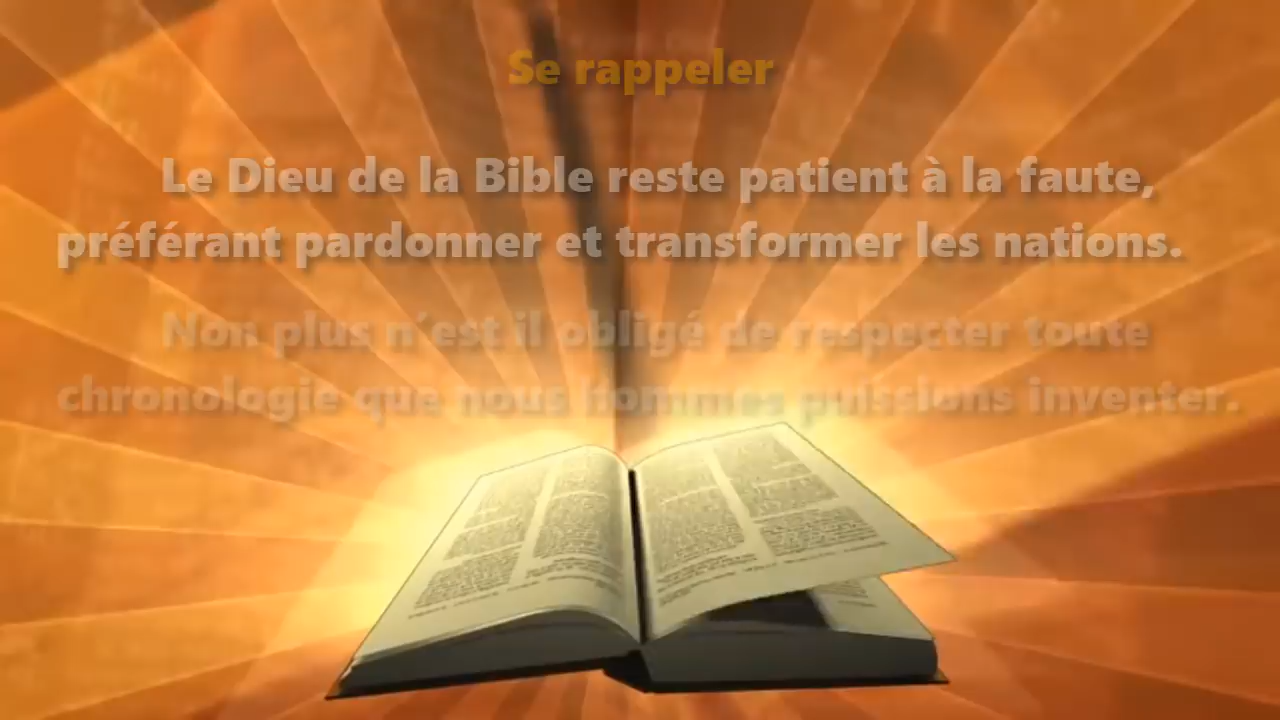 Se rappeler
Le Dieu de la Bible reste patient à la faute,
préférant pardonner et transformer les nations.
Non plus n'est il obligé de respecter toute
chronologie que nous hommes puissions inventer.